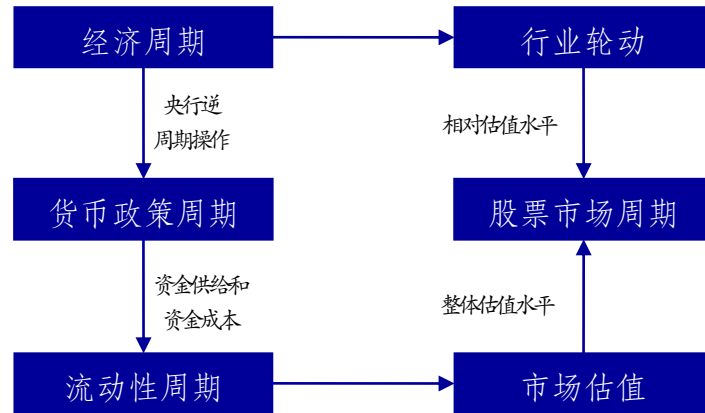 经济周期
行业轮动
央行逆
周期操作
相对估值水平
货币政策周期
股票市场周期
资金供给和
资金成本
整体估值水平
流动性周期
市场估值